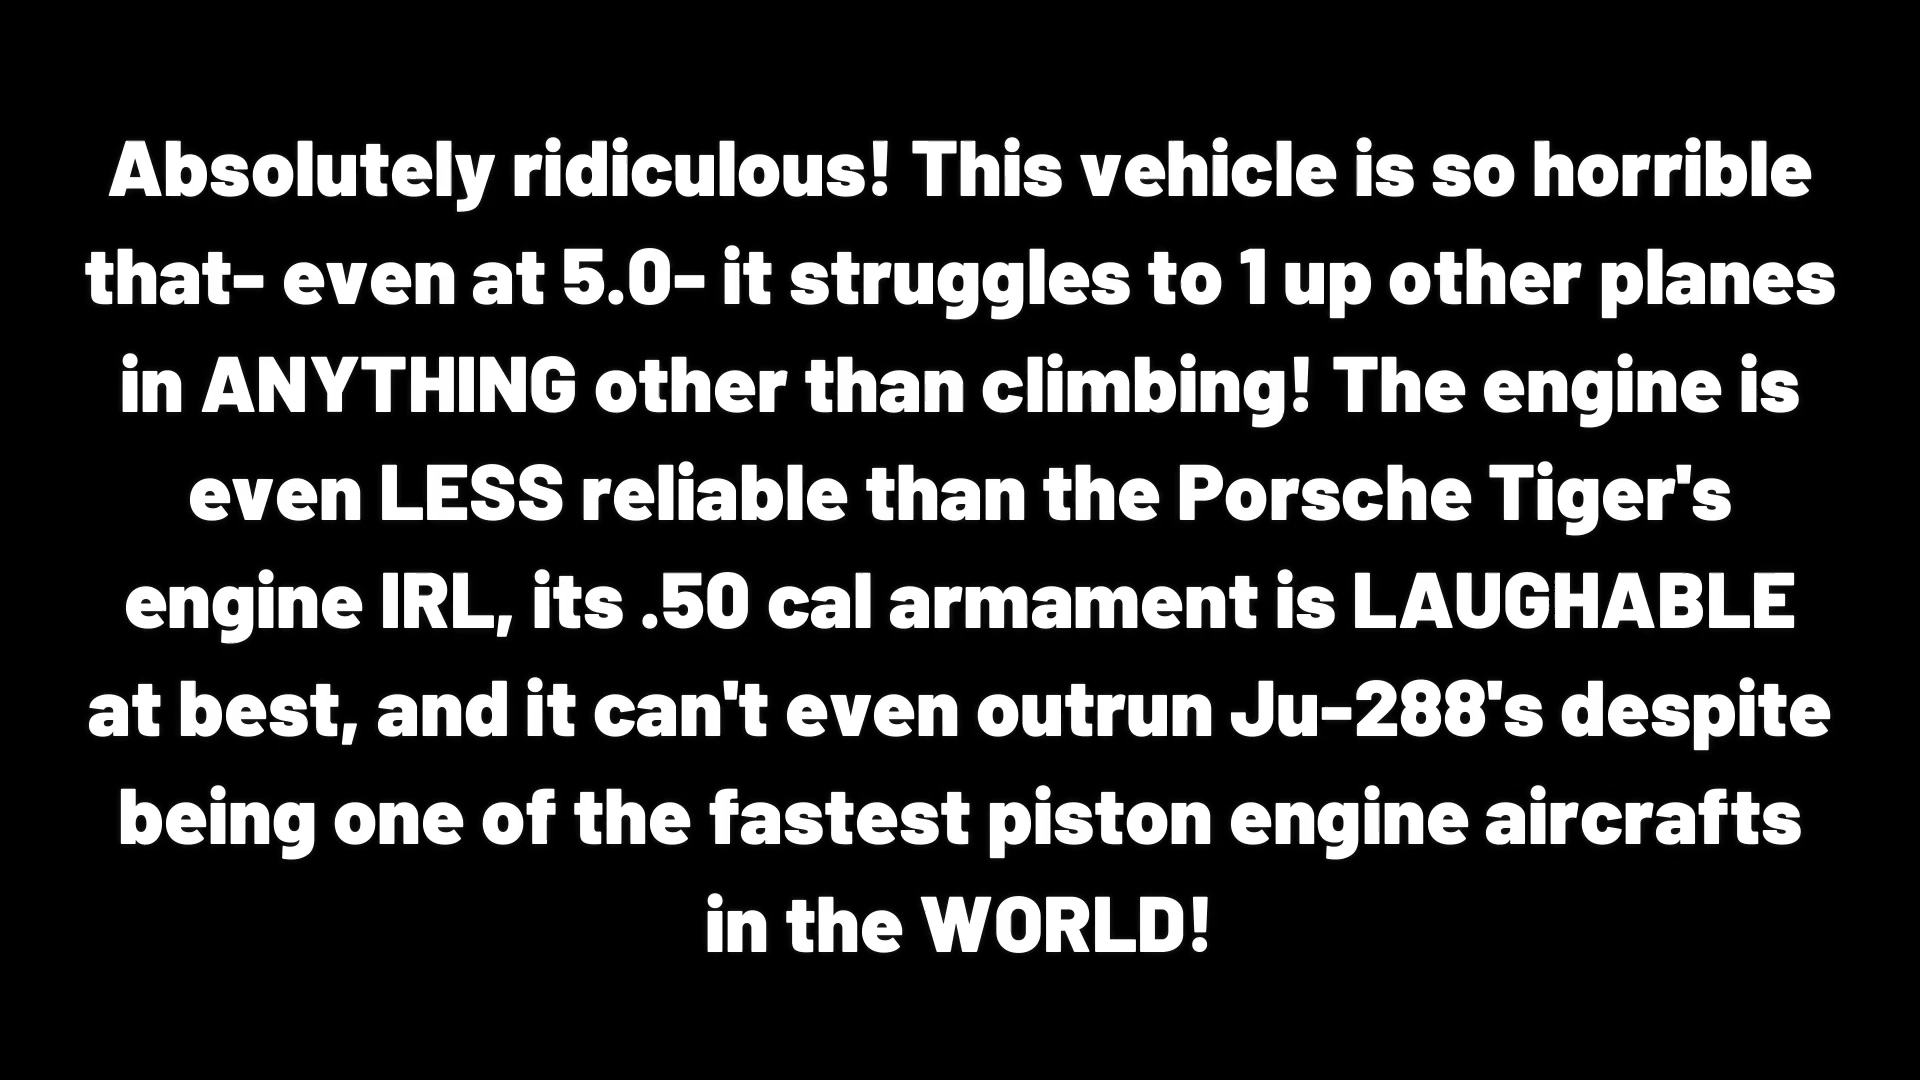 Absolutely ridiculous! This vehicle is so horrible
that- even at 5.0- it struggles to 1 up other planes
in ANYTHING other than climbing! The engine is
even LESS reliable than the Porsche Tiger's
engine IRL, its .50 cal armament is LAUGHABLE
at best, and it can't even outrun Ju-288's despite
being one of the fastest piston engine aircrafts
in the WORLD!